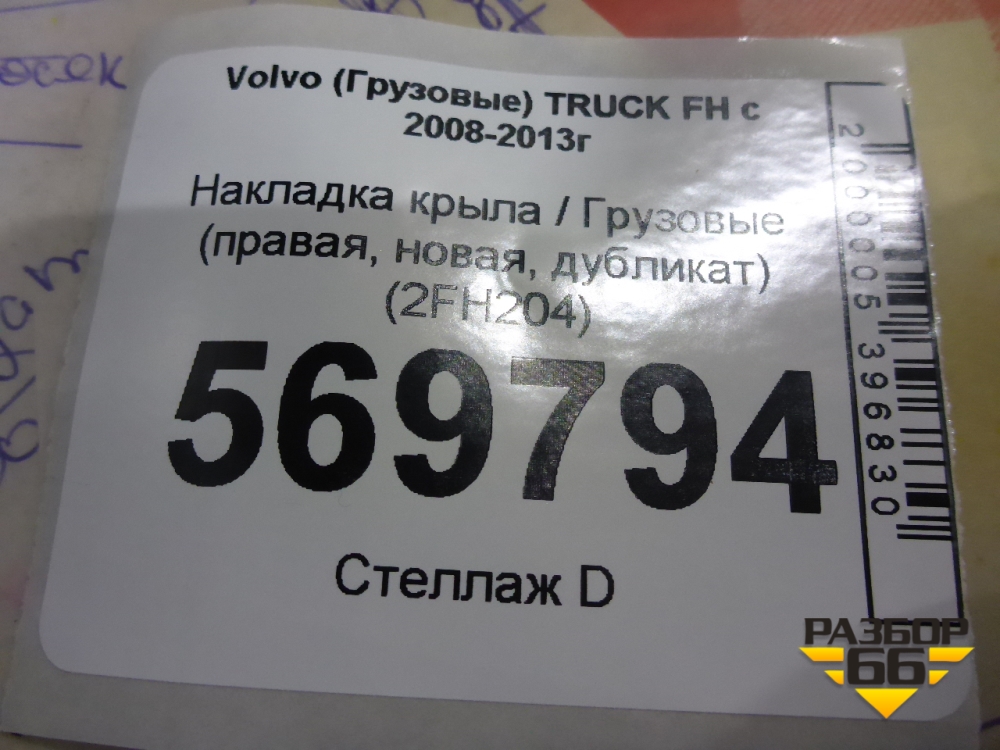 Volvo (Грузовые) TRUCK FH с
2008-2013г
Накладка крыла / Грузовые
(правая, новая, дубликат)
(2FH204)
569794
Стеллаж D
2000005396830
РАЗБОР
66